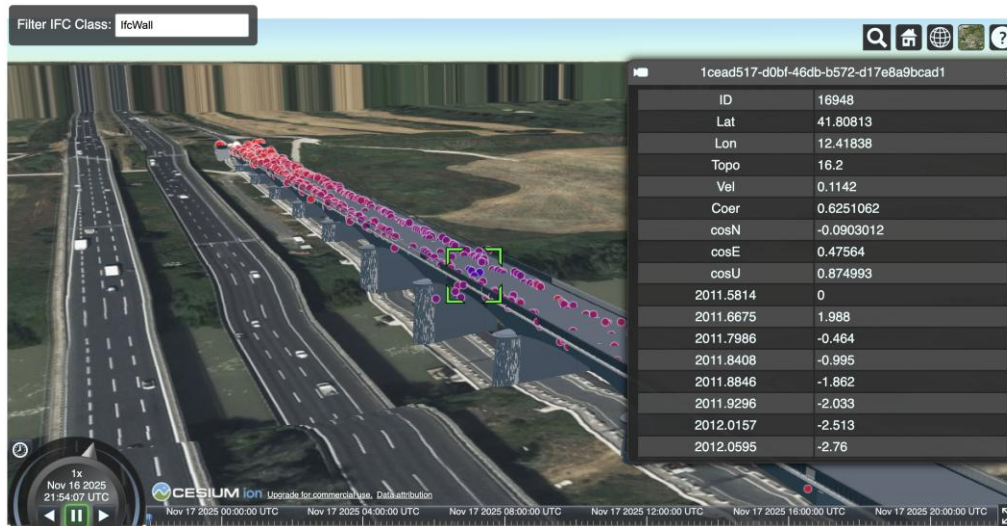 Filter IFC Class: IfcWall
1cead517-d0bf-46db-b572-d17e8a9bcad1
ID 16948
Lat 41.80813
Lon 12.41838
Topo 16.2
Vel 0.1142
Coer 0.6251062
cosN -0.0903012
cosE 0.47564
cosU 0.874993
2011.5814 0
2011.6675 1.988
2011.7986 -0.464
2011.8408 -0.995
2011.8846 -1.862
2011.9296 -2.033
2012.0157 -2.513
2012.0595 -2.76
1x
Nov 16 2025
21:54:07 UTC
CESIUM ion Upgrade for commercial use. Data attribution
Nov 17 2025 00:00:00 UTC Nov 17 2025 04:00:00 UTC Nov 17 2025 08:00:00 UTC Nov 17 2025 12:00:00 UTC Nov 17 2025 16:00:00 UTC Nov 17 2025 20:00:00 UTC